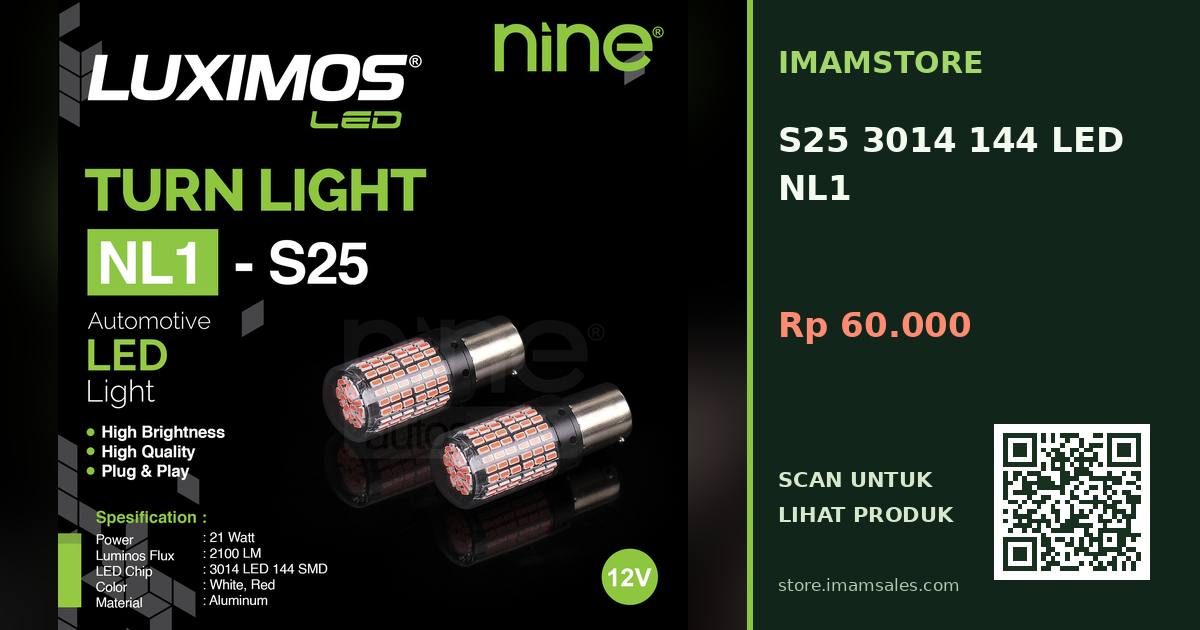 LUXIMOS®
LED
nine®
TURN LIGHT
NL1 - S25
Automotive
LED
Light
High Brightness
High Quality
Plug & Play
Spesification :
Power : 21 Watt
Luminos Flux : 2100 LM
LED Chip : 3014 LED 144 SMD
Color : White, Red
Material : Aluminum
nine®
12V
IMAMSTORE
S25 3014 144 LED
NL1
Rp 60.000
SCAN UNTUK
LIHAT PRODUK
store.imamsales.com